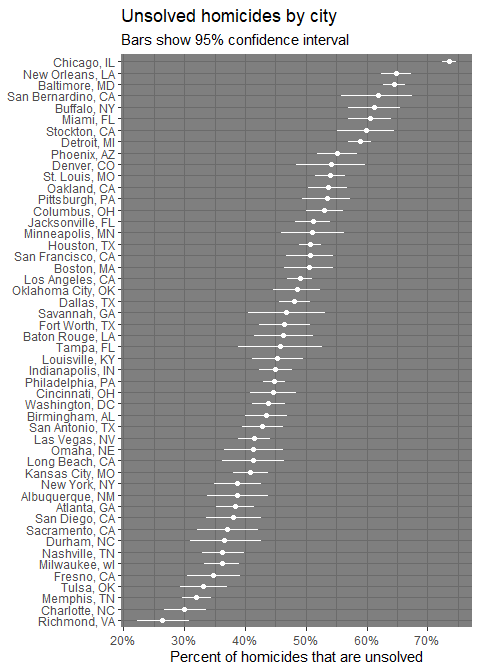 Unsolved homicides by city
Bars show 95% confidence interval
Chicago, IL
New Orleans, LA
Baltimore, MD
San Bernardino, CA
Buffalo, NY
Miami, FL
Stockton, CA
Detroit, MI
Phoenix, AZ
Denver, CO
St. Louis, MO
Oakland, CA
Pittsburgh, PA
Columbus, OH
Jacksonville, FL
Minneapolis, MN
Houston, TX
San Francisco, CA
Boston, MA
Los Angeles, CA
Oklahoma City, OK
Dallas, TX
Savannah, GA
Fort Worth, TX
Baton Rouge, LA
Tampa, FL
Louisville, KY
Indianapolis, IN
Philadelphia, PA
Cincinnati, OH
Washington, DC
Birmingham, AL
San Antonio, TX
Las Vegas, NV
Omaha, NE
Long Beach, CA
Kansas City, MO
New York, NY
Albuquerque, NM
Atlanta, GA
San Diego, CA
Sacramento, CA
Durham, NC
Nashville, TN
Milwaukee, wI
Fresno, CA
Tulsa, OK
Memphis, TN
Charlotte, NC
Richmond, VA
20% 30% 40% 50% 60% 70%
Percent of homicides that are unsolved